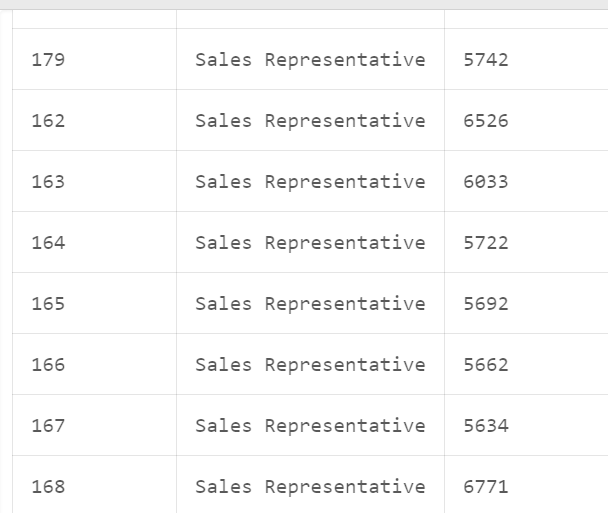 179 Sales Representative 5742
162 Sales Representative 6526
163 Sales Representative 6033
164 Sales Representative 5722
165 Sales Representative 5692
166 Sales Representative 5662
167 Sales Representative 5634
168 Sales Representative 6771